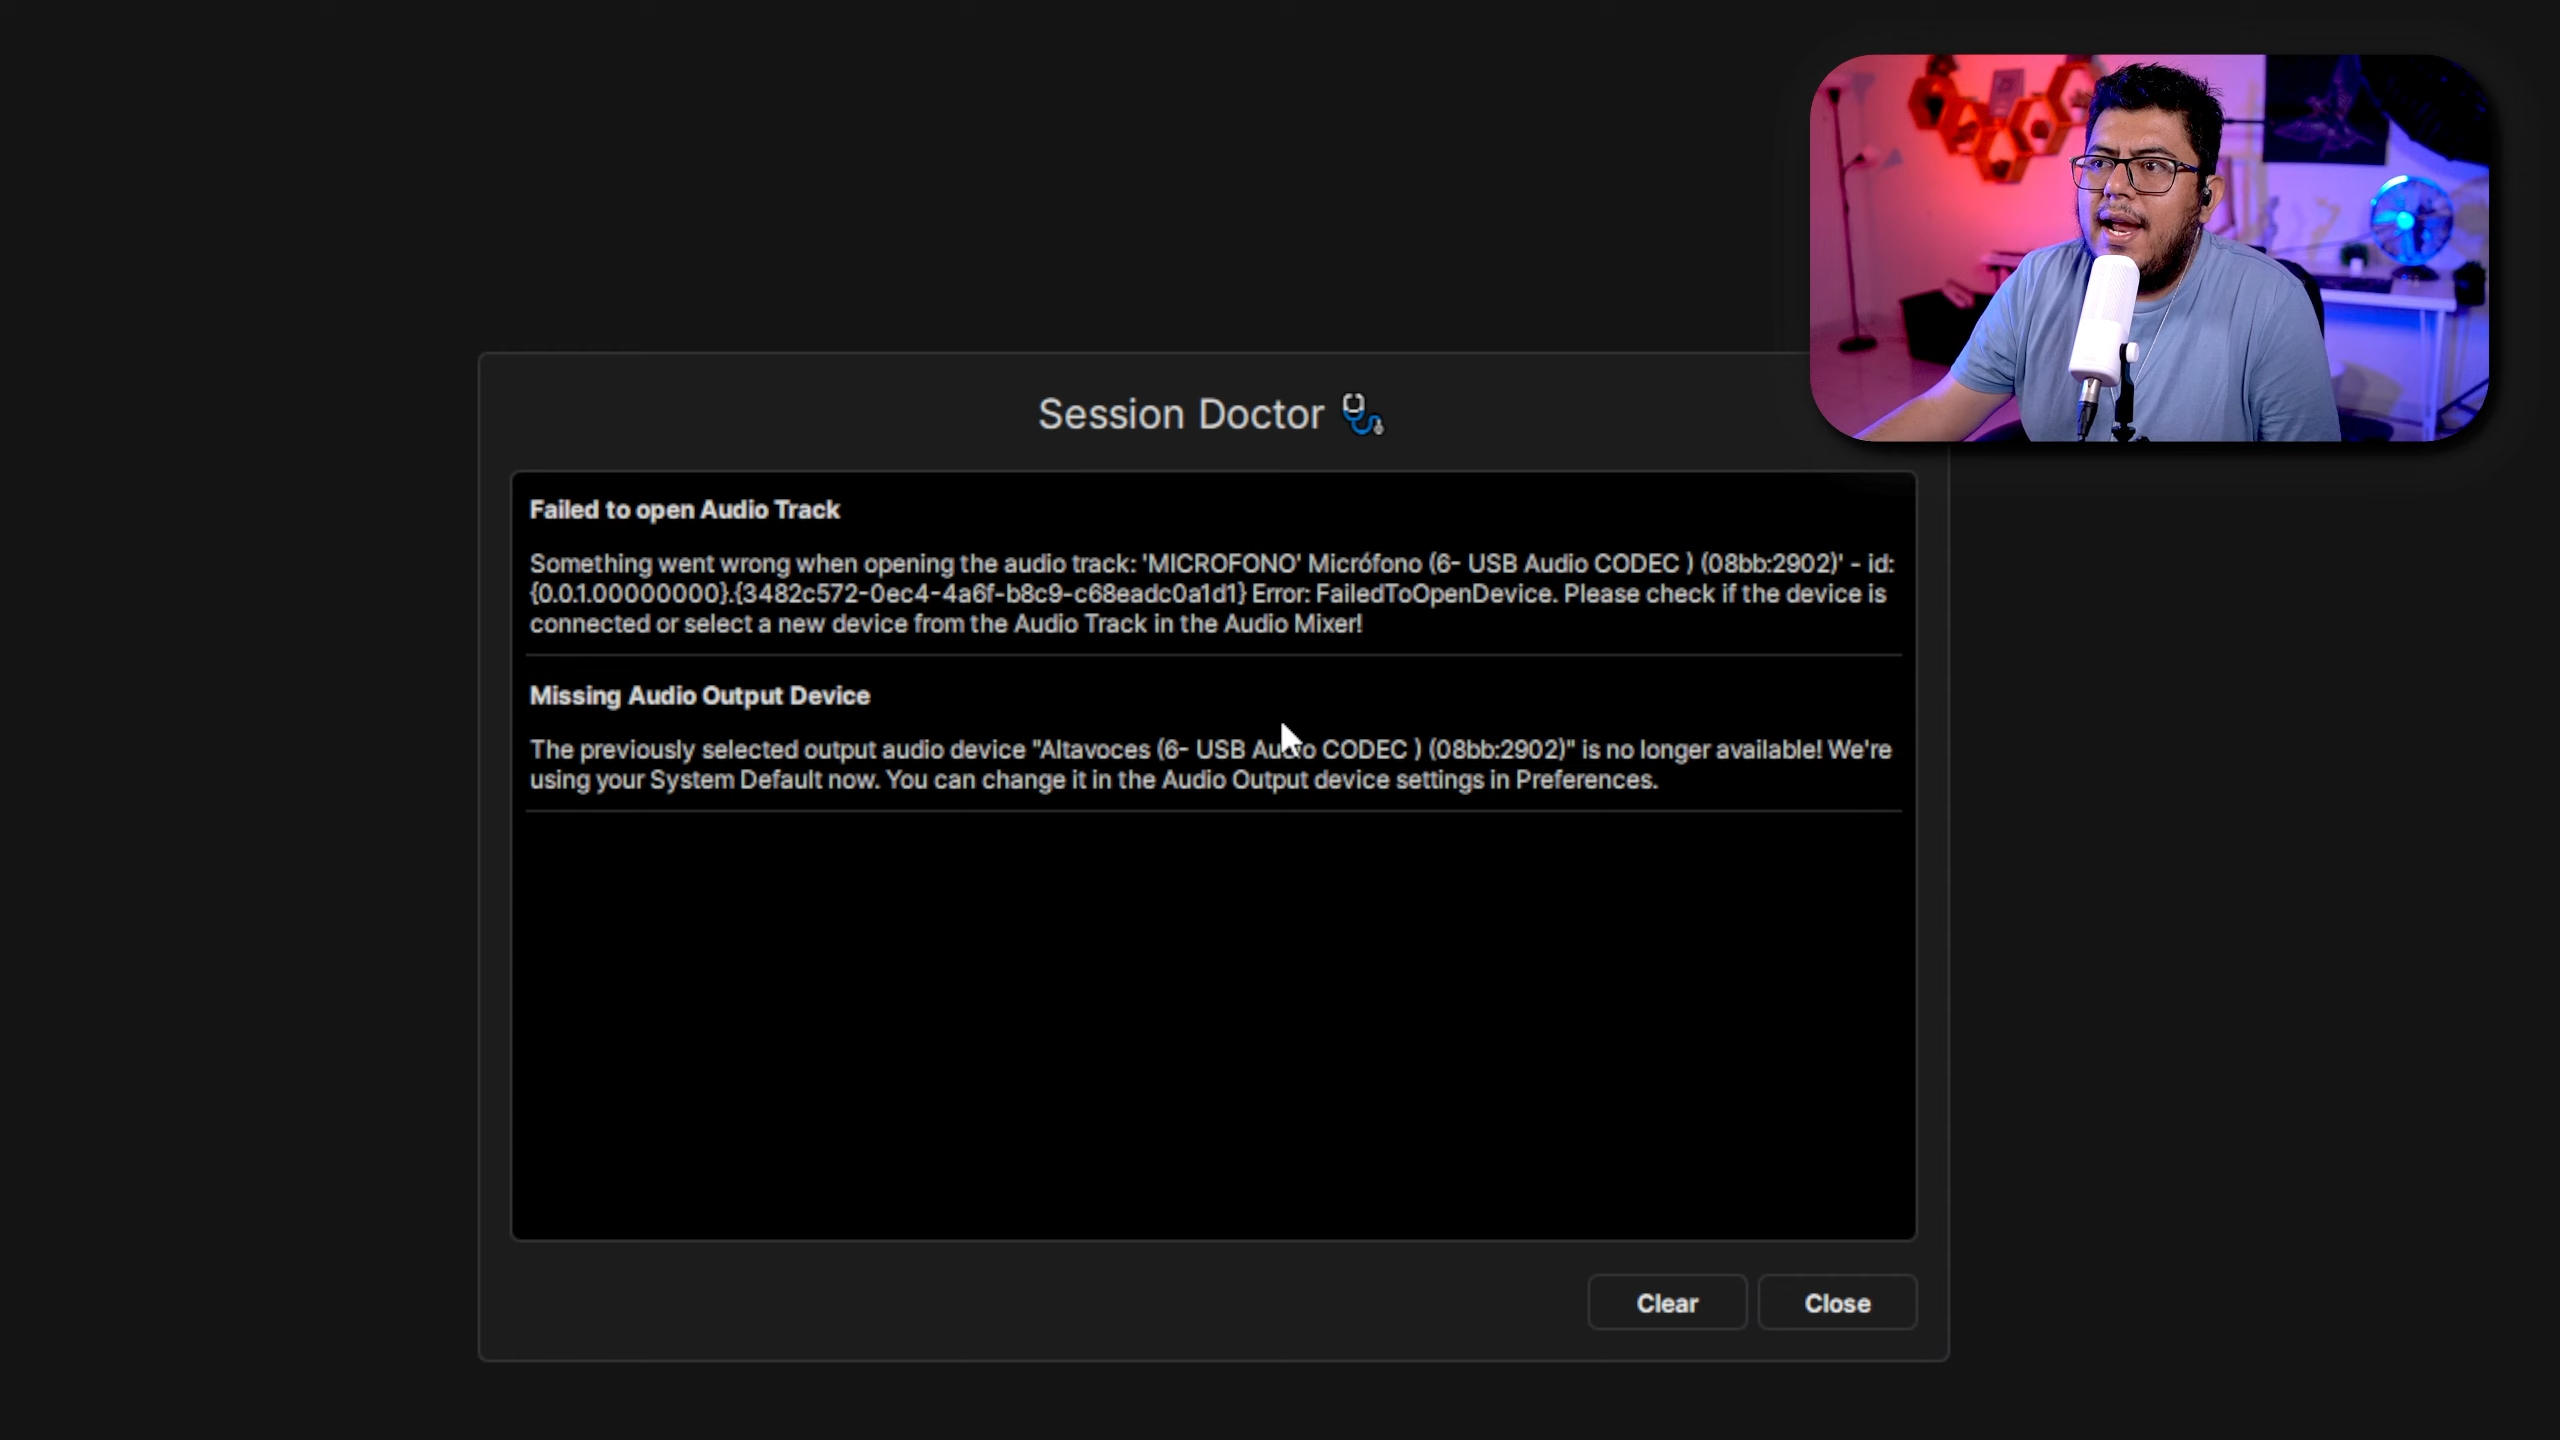 Session Doctor
Failed to open Audio Track
Something went wrong when opening the audio track: 'MICROFONO' Micrófono (6- USB Audio CODEC ) (08bb:2902)' - id:
{0.0.1.00000000}.{3482c572-0ec4-4a6f-b8c9-c68eadc0a1d1} Error: FailedToOpenDevice. Please check if the device is
connected or select a new device from the Audio Track in the Audio Mixer!
Missing Audio Output Device
The previously selected output audio device "Altavoces (6- USB Audio CODEC ) (08bb:2902)" is no longer available! We're
using your System Default now. You can change it in the Audio Output device settings in Preferences.
Clear
Close